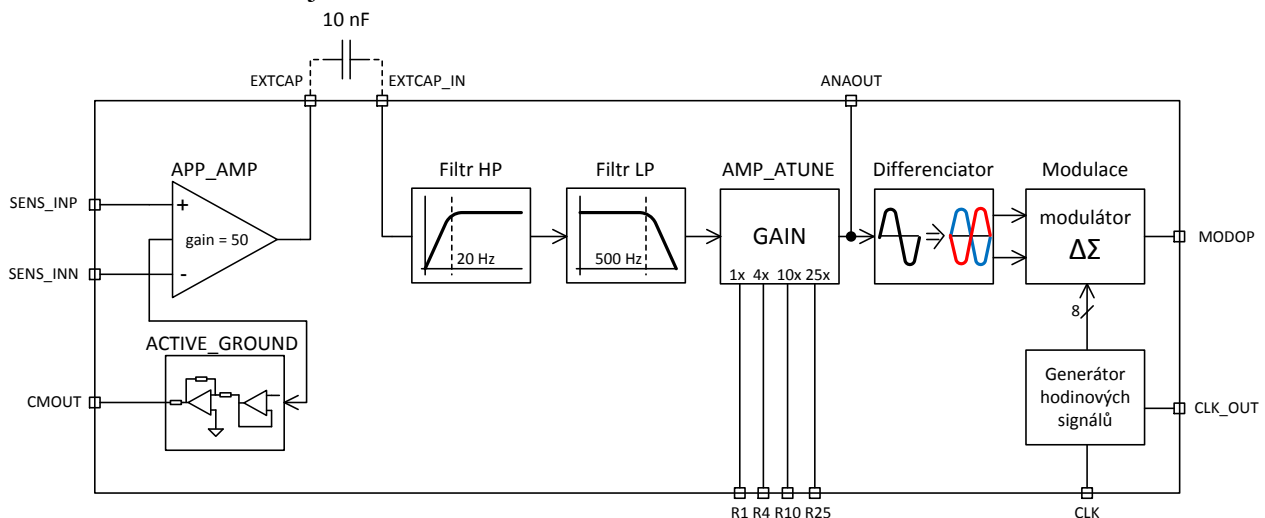 10 nF
EXTCAP
EXTCAP_IN
ANAOUT
APP_AMP
Filtr HP
Filtr LP
AMP_ATUNE
Differenciator
Modulace
SENS_INP
+
gain = 50
-
SENS_INN
20 Hz
500 Hz
GAIN
1x 4x 10x 25x
modulátor
ΔΣ
MODOP
8
ACTIVE_GROUND
CMOUT
Generátor
hodinových
signálů
CLK_OUT
R1 R4 R10 R25
CLK